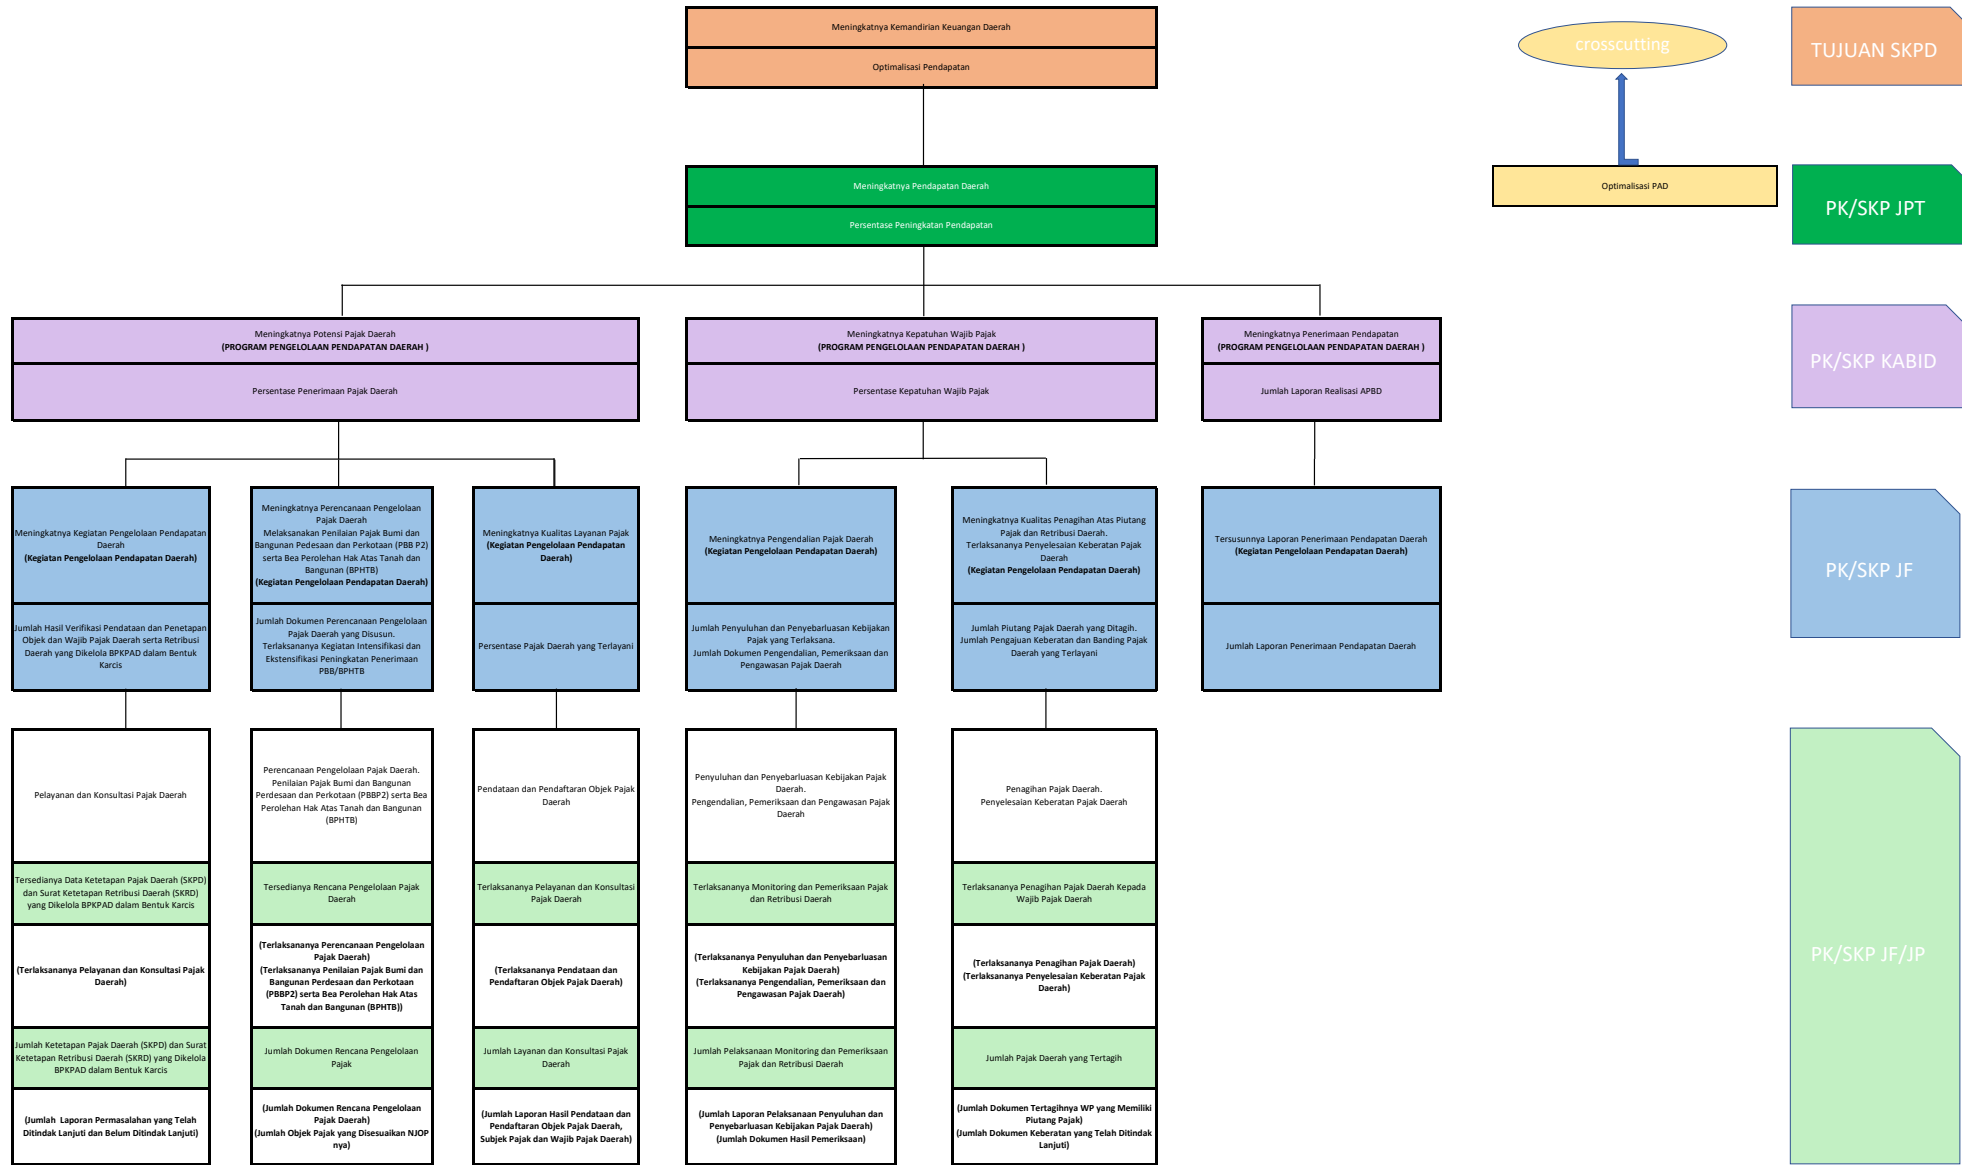 Meningkatnya Kemandirian Keuangan Daerah
Optimalisasi Pendapatan
crosscutting
TUJUAN SKPD
Meningkatnya Pendapatan Daerah
Persentase Peningkatan Pendapatan
Optimalisasi PAD
PK/SKP JPT
Meningkatnya Potensi Pajak Daerah
(PROGRAM PENGELOLAAN PENDAPATAN DAERAH )
Persentase Penerimaan Pajak Daerah
Meningkatnya Kepatuhan Wajib Pajak
(PROGRAM PENGELOLAAN PENDAPATAN DAERAH )
Persentase Kepatuhan Wajib Pajak
Meningkatnya Penerimaan Pendapatan
(PROGRAM PENGELOLAAN PENDAPATAN DAERAH )
Jumlah Laporan Realisasi APBD
PK/SKP KABID
Meningkatnya Kegiatan Pengelolaan Pendapatan
Daerah
(Kegiatan Pengelolaan Pendapatan Daerah)
Jumlah Hasil Verifikasi Pendataan dan Penetapan
Objek dan Wajib Pajak Daerah serta Retribusi
Daerah yang Dikelola BPKPAD dalam Bentuk
Karcis
Meningkatnya Perencanaan Pengelolaan
Pajak Daerah
Melaksanakan Penilaian Pajak Bumi dan
Bangunan Pedesaan dan Perkotaan (PBB P2)
serta Bea Perolehan Hak Atas Tanah dan
Bangunan (BPHTB)
(Kegiatan Pengelolaan Pendapatan Daerah)
Jumlah Dokumen Perencanaan Pengelolaan
Pajak Daerah yang Disusun.
Terlaksananya Kegiatan Intensifikasi dan
Ekstensifikasi Peningkatan Penerimaan
PBB/BPHTB
Meningkatnya Kualitas Layanan Pajak
(Kegiatan Pengelolaan Pendapatan
Daerah)
Persentase Pajak Daerah yang Terlayani
Meningkatnya Pengendalian Pajak Daerah
(Kegiatan Pengelolaan Pendapatan Daerah)
Jumlah Penyuluhan dan Penyebarluasan Kebijakan
Pajak yang Terlaksana.
Jumlah Dokumen Pengendalian, Pemeriksaan dan
Pengawasan Pajak Daerah
Meningkatnya Kualitas Penagihan Atas Piutang
Pajak dan Retribusi Daerah.
Terlaksananya Penyelesaian Keberatan Pajak
Daerah
(Kegiatan Pengelolaan Pendapatan Daerah)
Jumlah Piutang Pajak Daerah yang Ditagih.
Jumlah Pengajuan Keberatan dan Banding Pajak
Daerah yang Terlayani
Tersusunnya Laporan Penerimaan Pendapatan Daerah
(Kegiatan Pengelolaan Pendapatan Daerah)
Jumlah Laporan Penerimaan Pendapatan Daerah
PK/SKP JF
Pelayanan dan Konsultasi Pajak Daerah
Tersedianya Data Ketetapan Pajak Daerah (SKPD)
dan Surat Ketetapan Retribusi Daerah (SKRD)
yang Dikelola BPKPAD dalam Bentuk Karcis
(Terlaksananya Pelayanan dan Konsultasi Pajak
Daerah)
Jumlah Ketetapan Pajak Daerah (SKPD) dan Surat
Ketetapan Retribusi Daerah (SKRD) yang Dikelola
BPKPAD dalam Bentuk Karcis
(Jumlah  Laporan Permasalahan yang Telah
Ditindak Lanjuti dan Belum Ditindak Lanjuti)
Perencanaan Pengelolaan Pajak Daerah.
Penilaian Pajak Bumi dan Bangunan
Perdesaan dan Perkotaan (PBBP2) serta Bea
Perolehan Hak Atas Tanah dan Bangunan
(BPHTB)
Tersedianya Rencana Pengelolaan Pajak
Daerah
(Terlaksananya Perencanaan Pengelolaan
Pajak Daerah)
(Terlaksananya Penilaian Pajak Bumi dan
Bangunan Perdesaan dan Perkotaan
(PBBP2) serta Bea Perolehan Hak Atas
Tanah dan Bangunan (BPHTB))
Jumlah Dokumen Rencana Pengelolaan
Pajak
(Jumlah Dokumen Rencana Pengelolaan
Pajak Daerah)
(Jumlah Objek Pajak yang Disesuaikan NJOP
nya)
Pendataan dan Pendaftaran Objek Pajak
Daerah
Terlaksananya Pelayanan dan Konsultasi
Pajak Daerah
(Terlaksananya Pendataan dan
Pendaftaran Objek Pajak Daerah)
Jumlah Layanan dan Konsultasi Pajak
Daerah
(Jumlah Laporan Hasil Pendataan dan
Pendaftaran Objek Pajak Daerah,
Subjek Pajak dan Wajib Pajak Daerah)
Penyuluhan dan Penyebarluasan Kebijakan Pajak
Daerah.
Pengendalian, Pemeriksaan dan Pengawasan Pajak
Daerah
Terlaksananya Monitoring dan Pemeriksaan Pajak
dan Retribusi Daerah
(Terlaksananya Penyuluhan dan Penyebarluasan
Kebijakan Pajak Daerah)
(Terlaksananya Pengendalian, Pemeriksaan dan
Pengawasan Pajak Daerah)
Jumlah Pelaksanaan Monitoring dan Pemeriksaan
Pajak dan Retribusi Daerah
(Jumlah Laporan Pelaksanaan Penyuluhan dan
Penyebarluasan Kebijakan Pajak Daerah)
(Jumlah Dokumen Hasil Pemeriksaan)
Penagihan Pajak Daerah.
Penyelesaian Keberatan Pajak Daerah
Terlaksananya Penagihan Pajak Daerah Kepada
Wajib Pajak Daerah
(Terlaksananya Penagihan Pajak Daerah)
(Terlaksananya Penyelesaian Keberatan Pajak
Daerah)
Jumlah Pajak Daerah yang Tertagih
(Jumlah Dokumen Tertagihnya WP yang Memiliki
Piutang Pajak)
(Jumlah Dokumen Keberatan yang Telah Ditindak
Lanjuti)
PK/SKP JF/JP